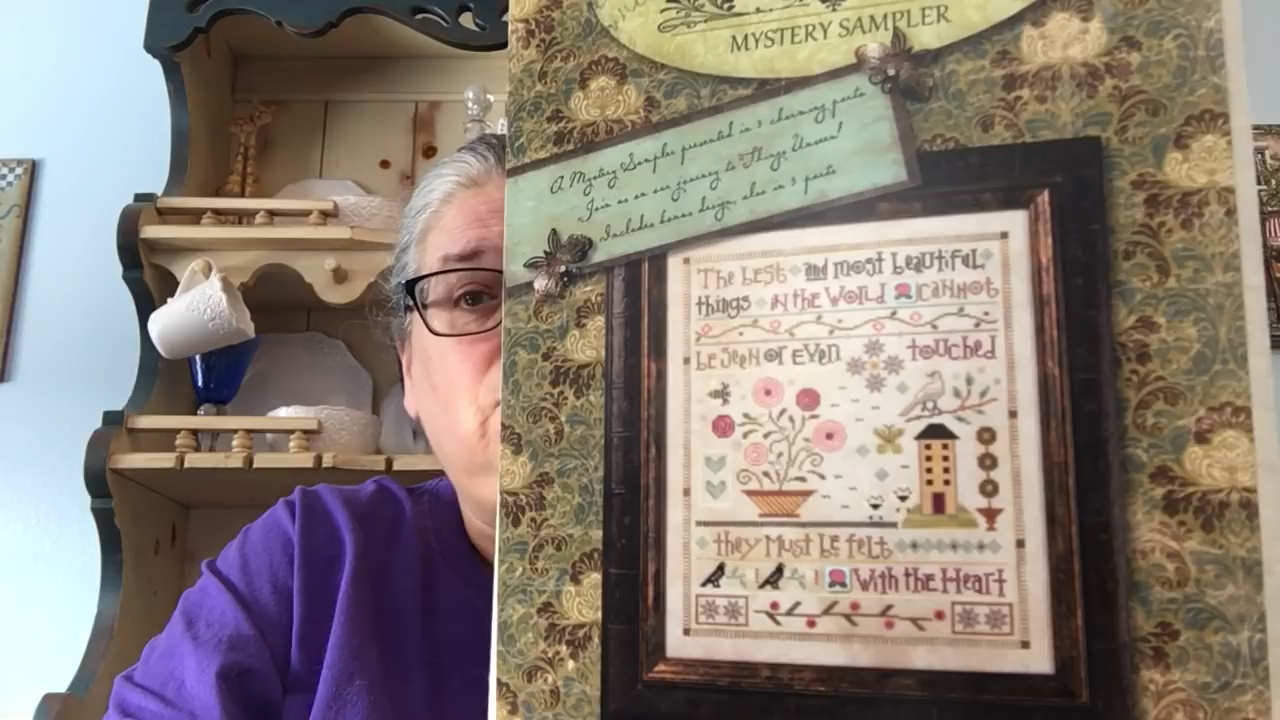 MYSTERY SAMPLER
A Mystery Sampler presented in 3 charming parts
Join us on our journey to Things Unseen!
Includes bonus design, also in 3 parts
The best and most beautiful
things in the World cannot
be seen or even touched
they Must be felt
with the Heart